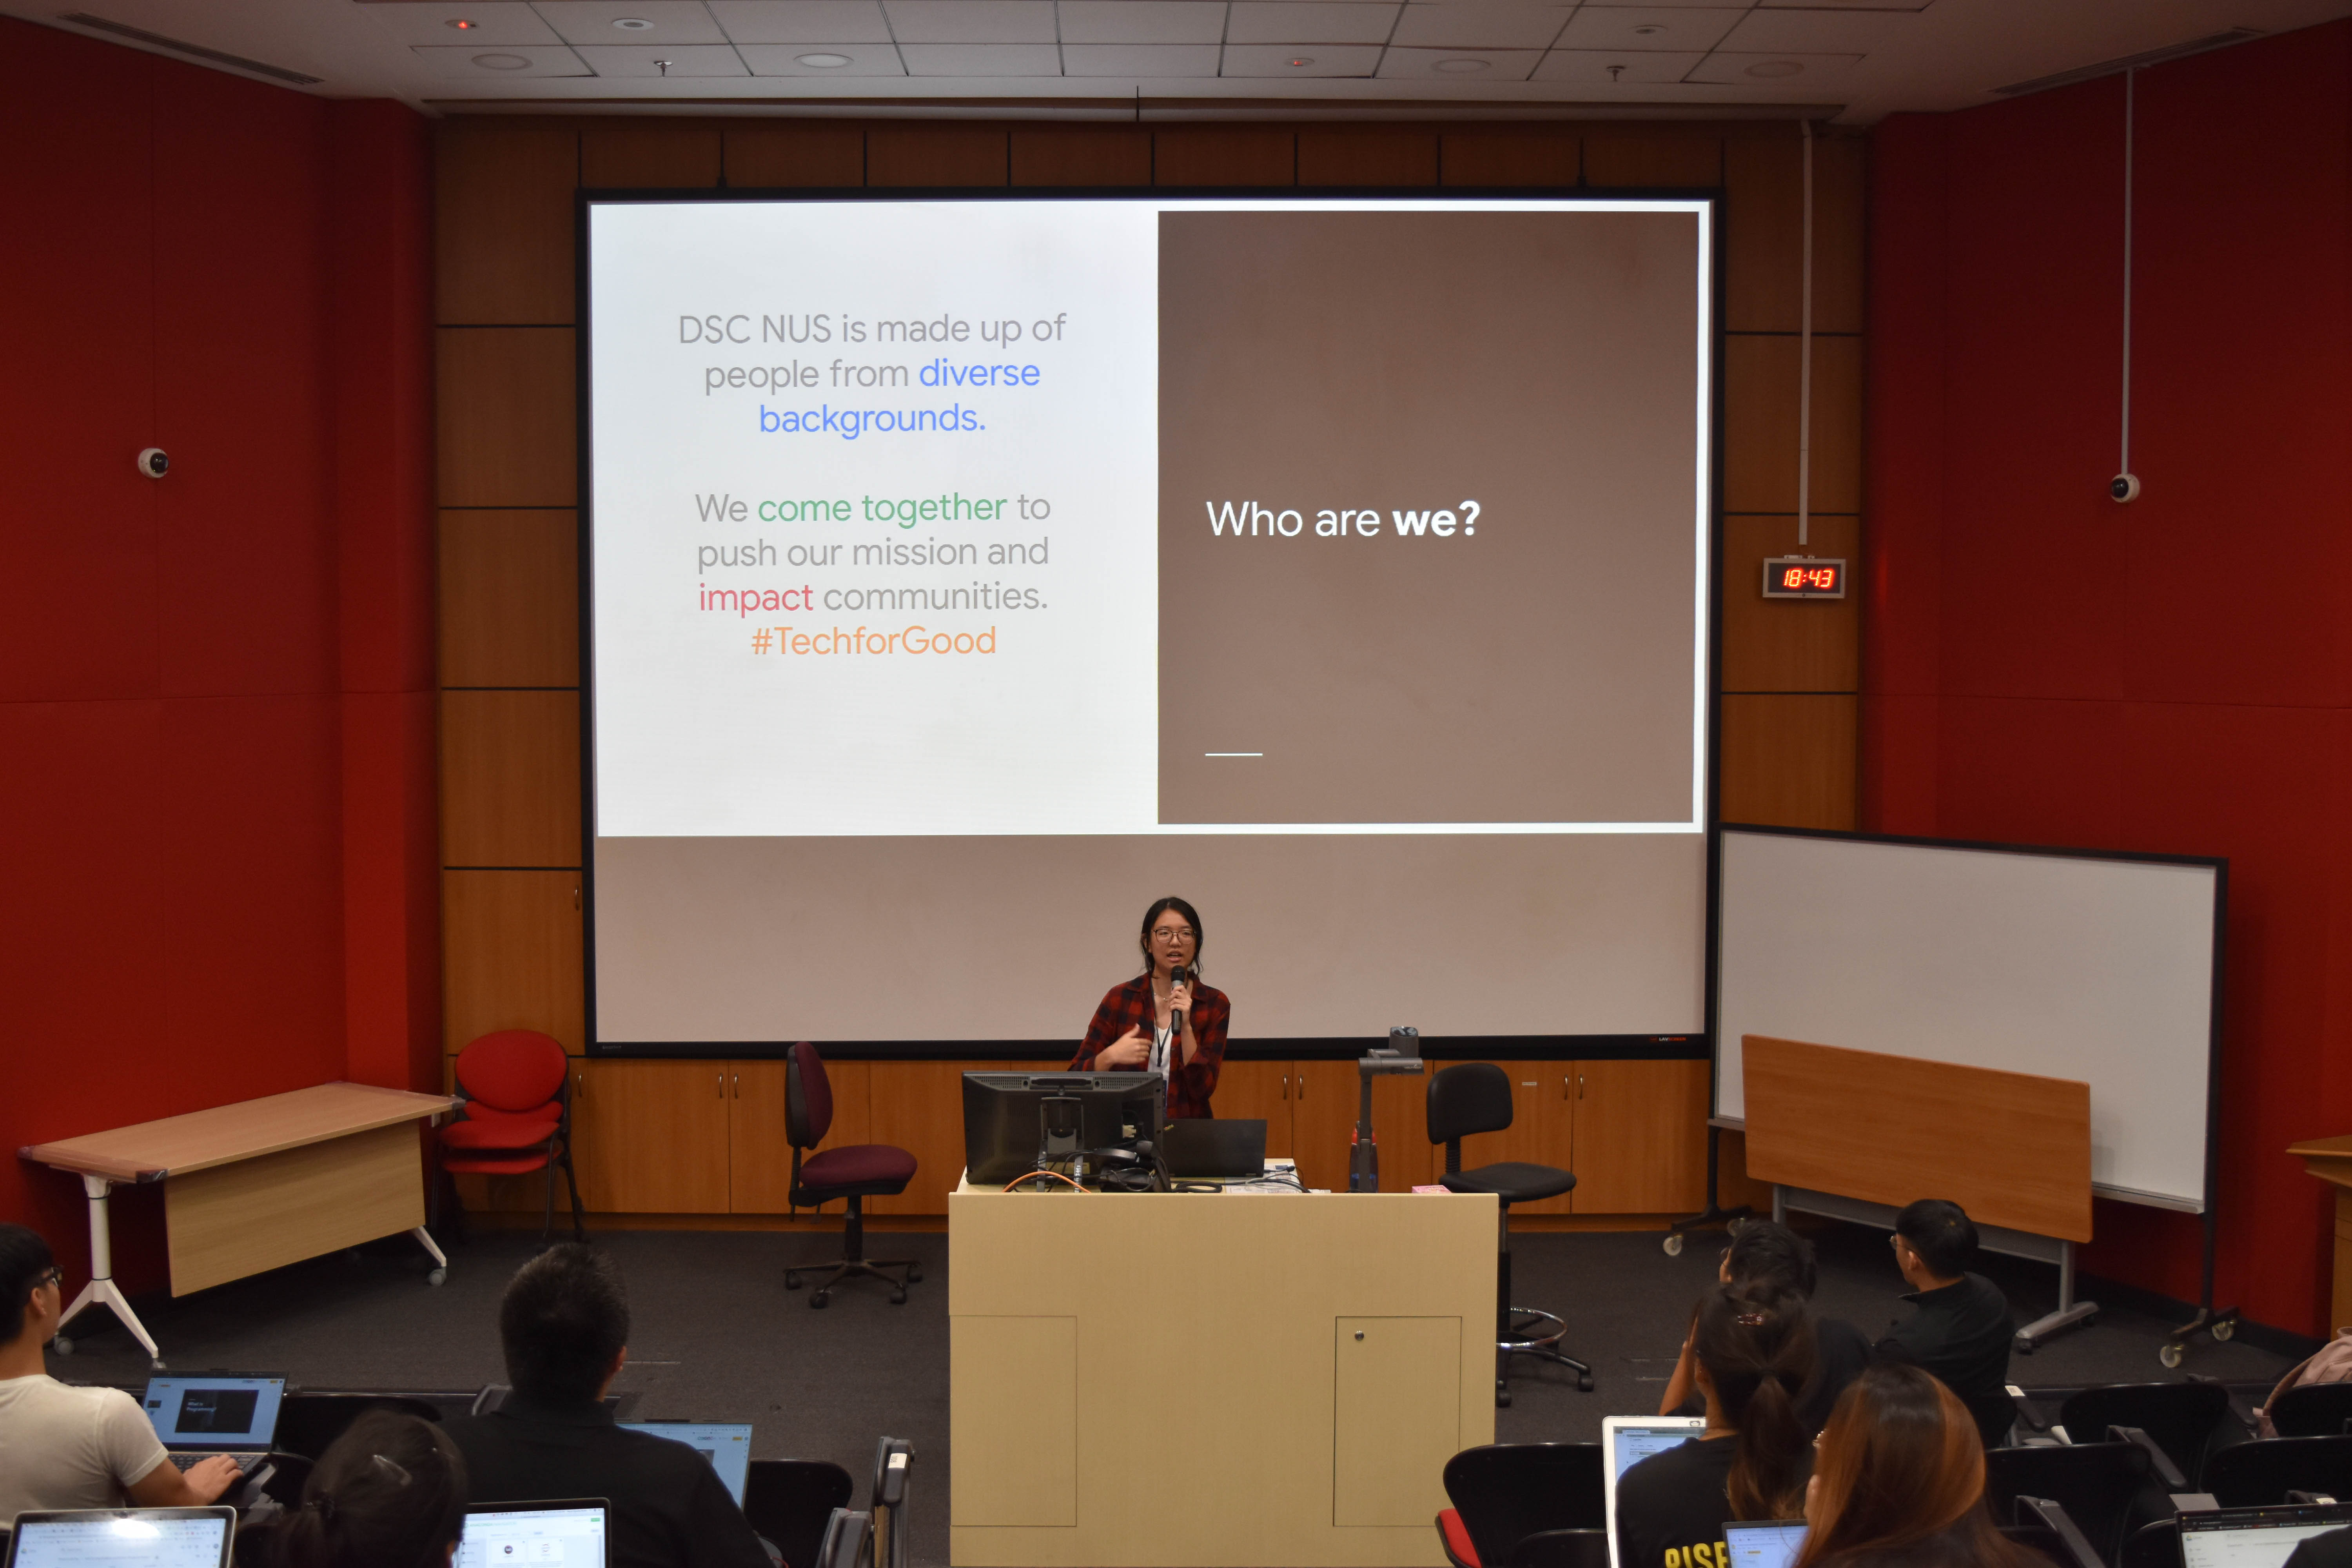 DSC NUS is made up of
people from diverse
backgrounds.
We come together to
push our mission and
impact communities.
#TechforGood
Who are we?
18:43
RISE